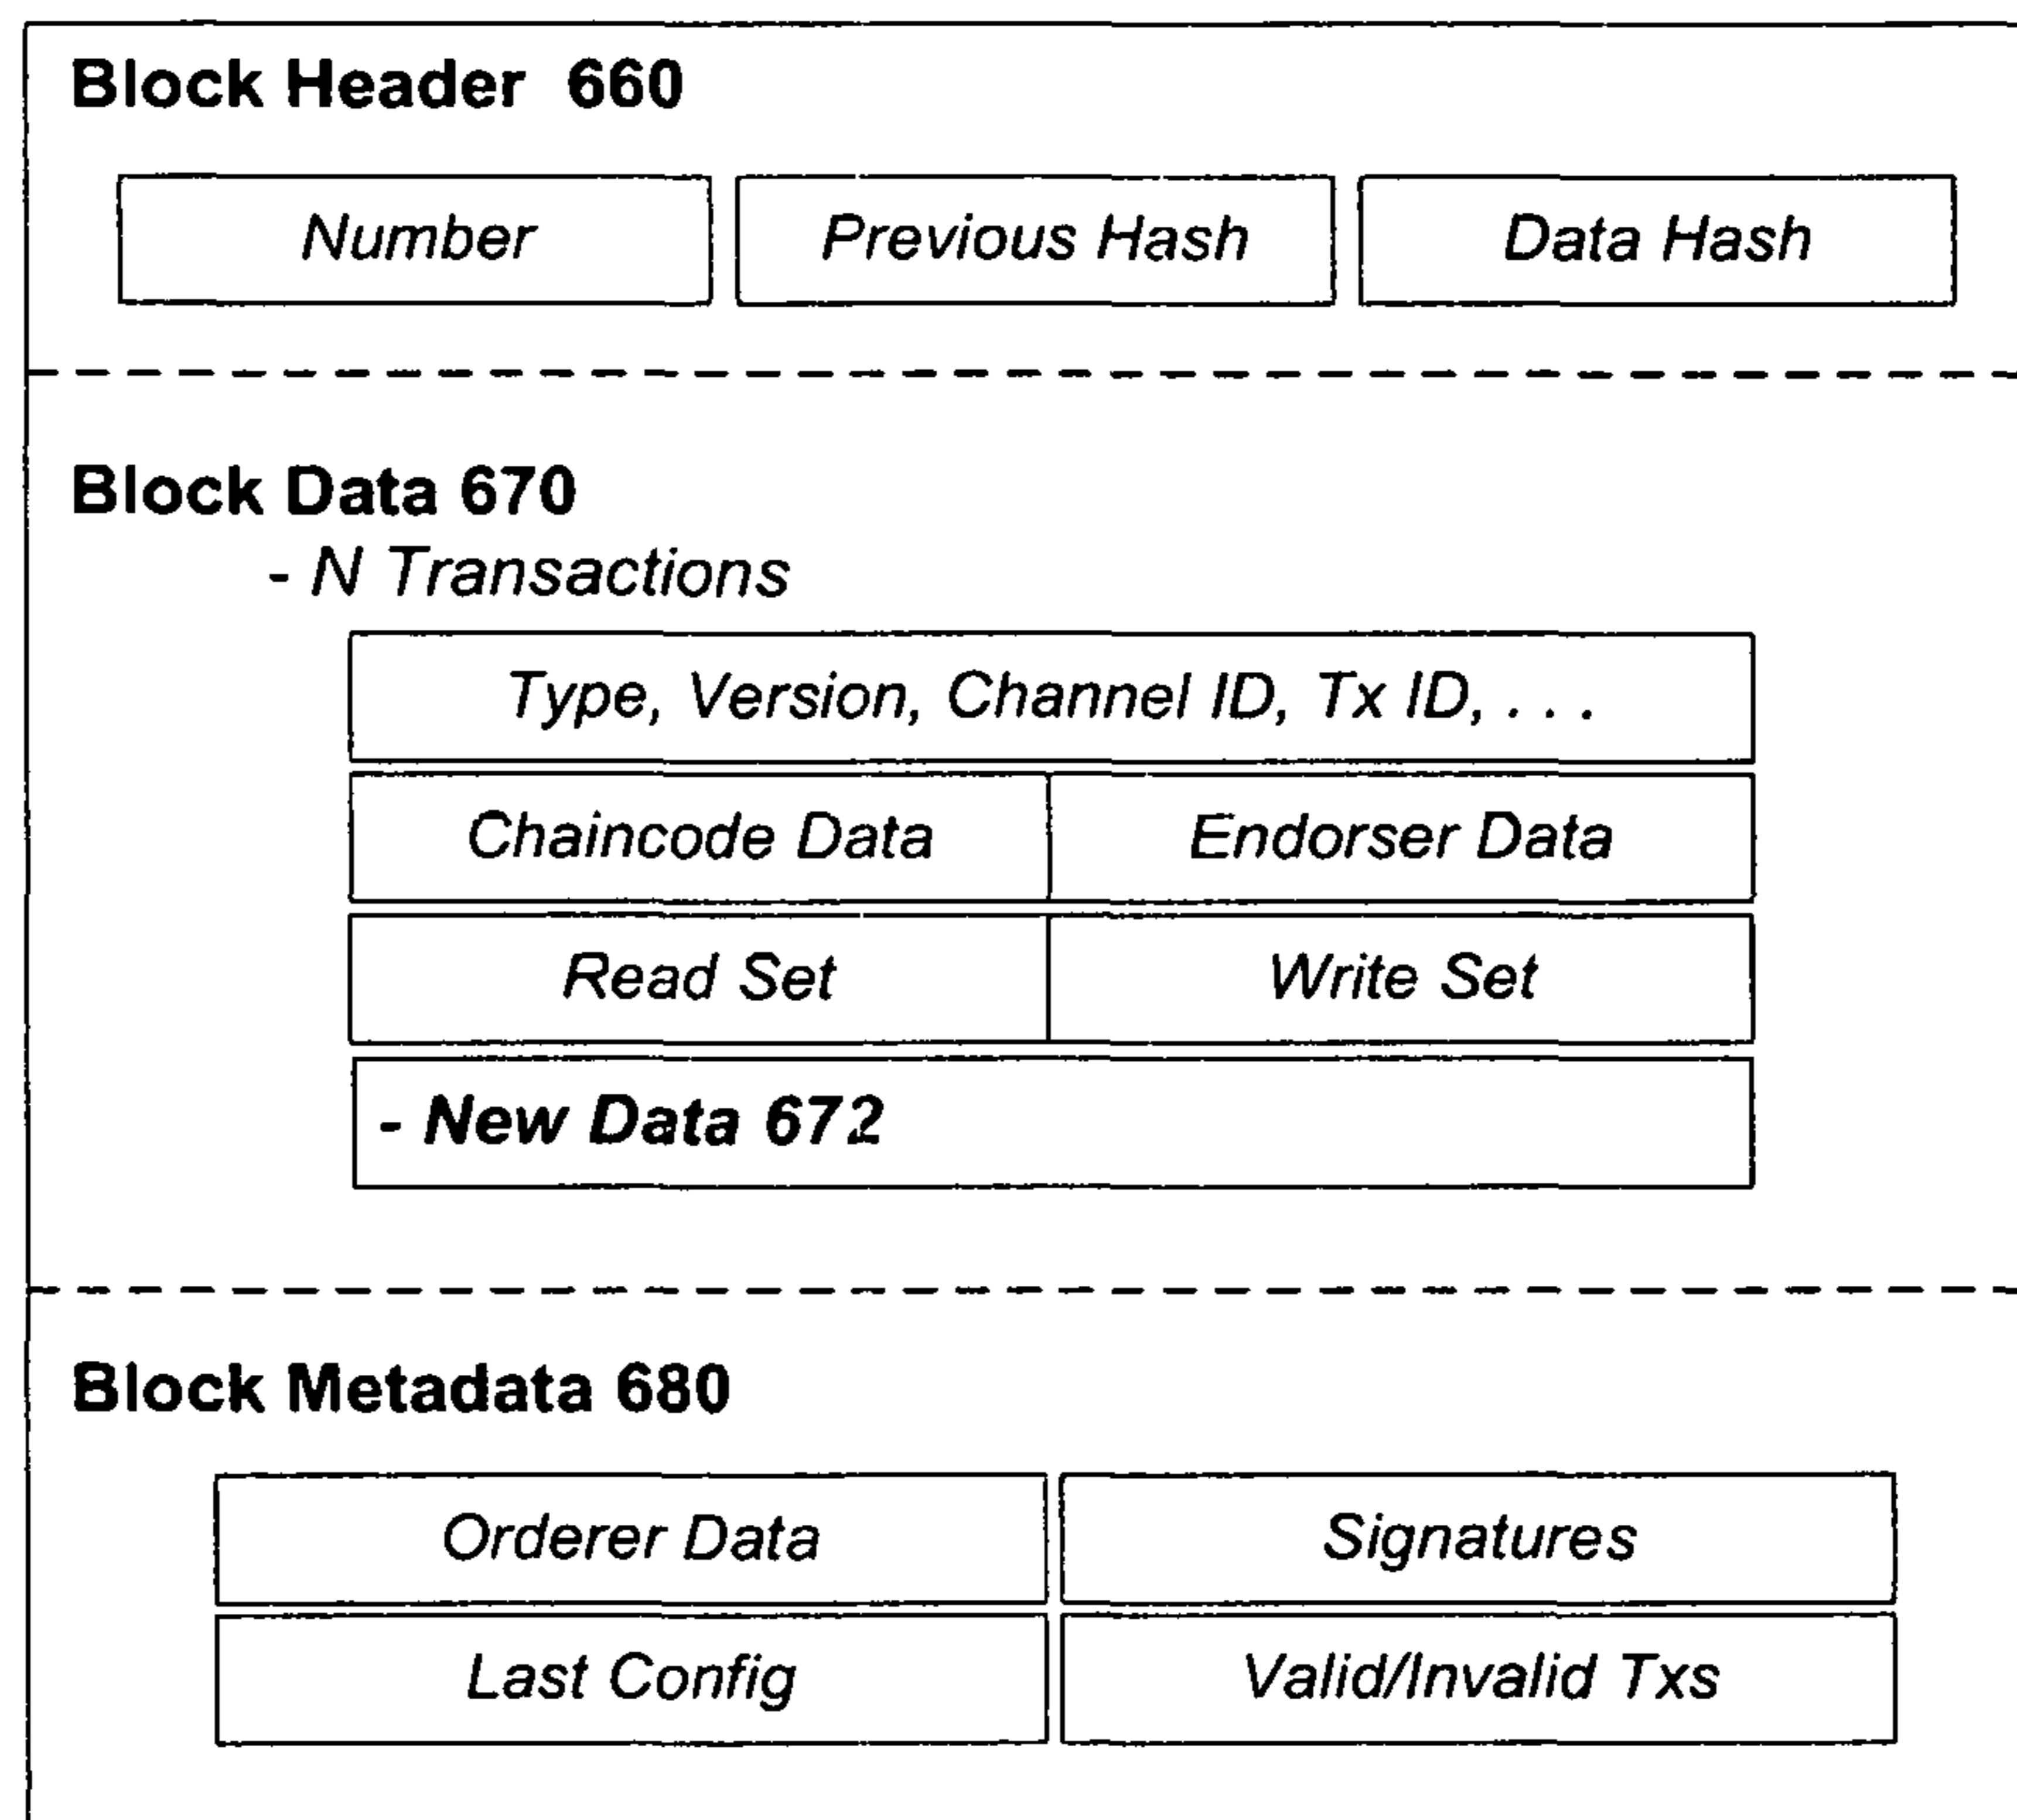 Block Header 660
Number Previous Hash Data Hash
Block Data 670
- N Transactions
Type, Version, Channel ID, Tx ID, . . .
Chaincode Data Endorser Data
Read Set Write Set
- New Data 672
Block Metadata 680
Orderer Data Signatures
Last Config Valid/Invalid Txs